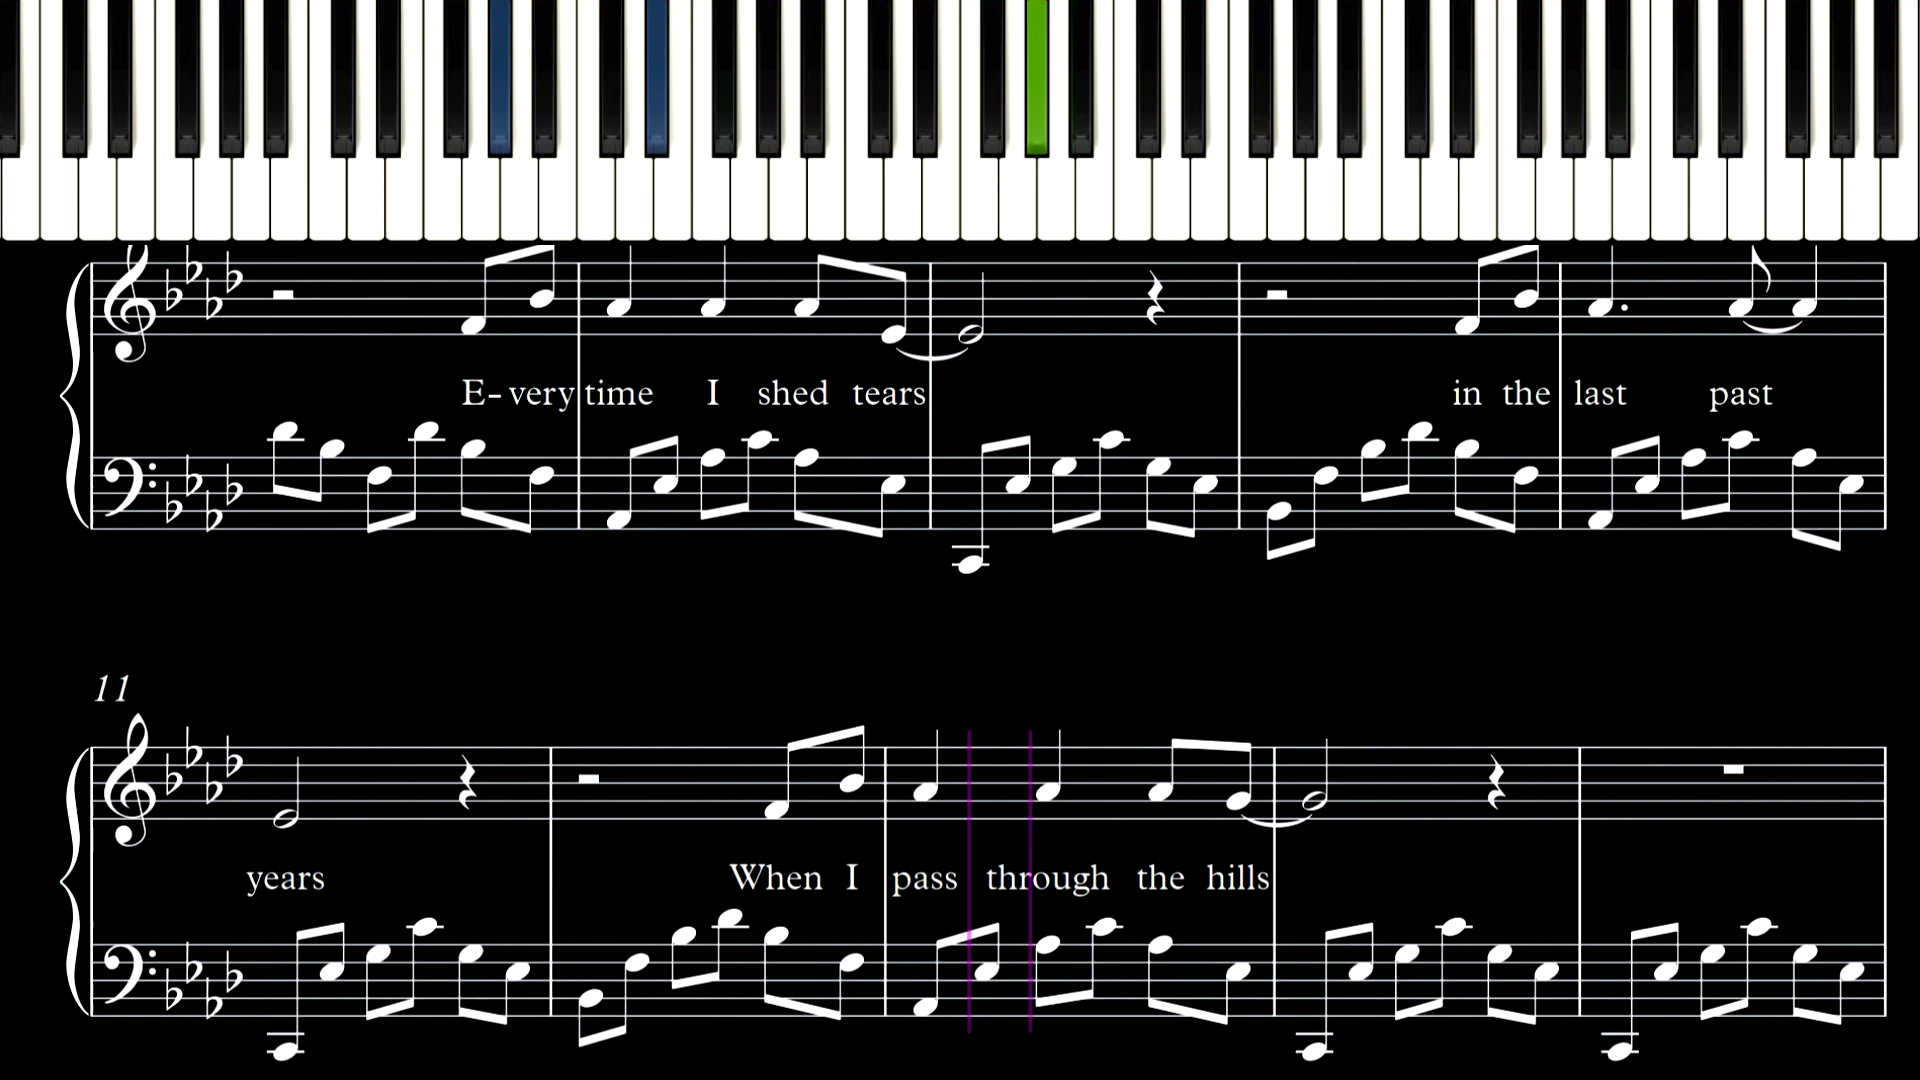 E-very time I shed tears in the last past
11
years When I pass through the hills